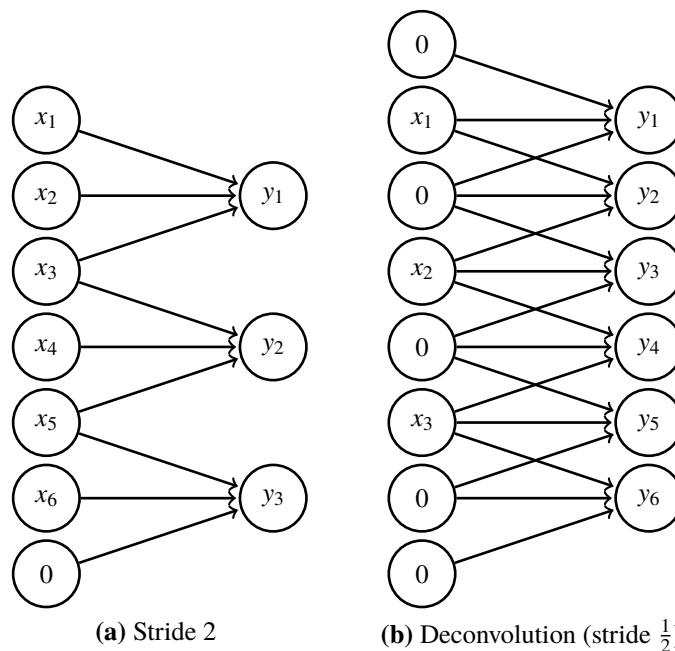 x₁
x₂
x₃
x₄
x₅
x₆
0
y₁
y₂
y₃
(a) Stride 2
0
x₁
0
x₂
0
x₃
0
0
y₁
y₂
y₃
y₄
y₅
y₆
(b) Deconvolution (stride ½)